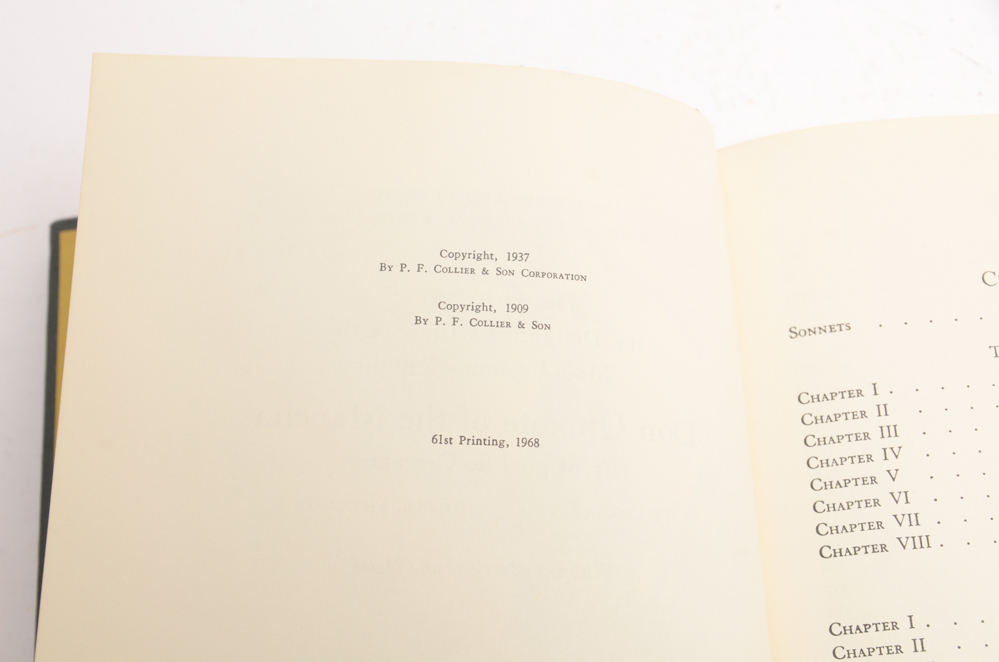 Copyright, 1937
By P. F. Collier & Son Corporation
Copyright, 1909
By P. F. Collier & Son
61st Printing, 1968
Sonnets . . . . .
Chapter I . . . . .
Chapter II . . . .
Chapter III . . . .
Chapter IV . . . .
Chapter V . . .
Chapter VI . . .
Chapter VII . . .
Chapter VIII . . .
Chapter I . . .
Chapter II . .